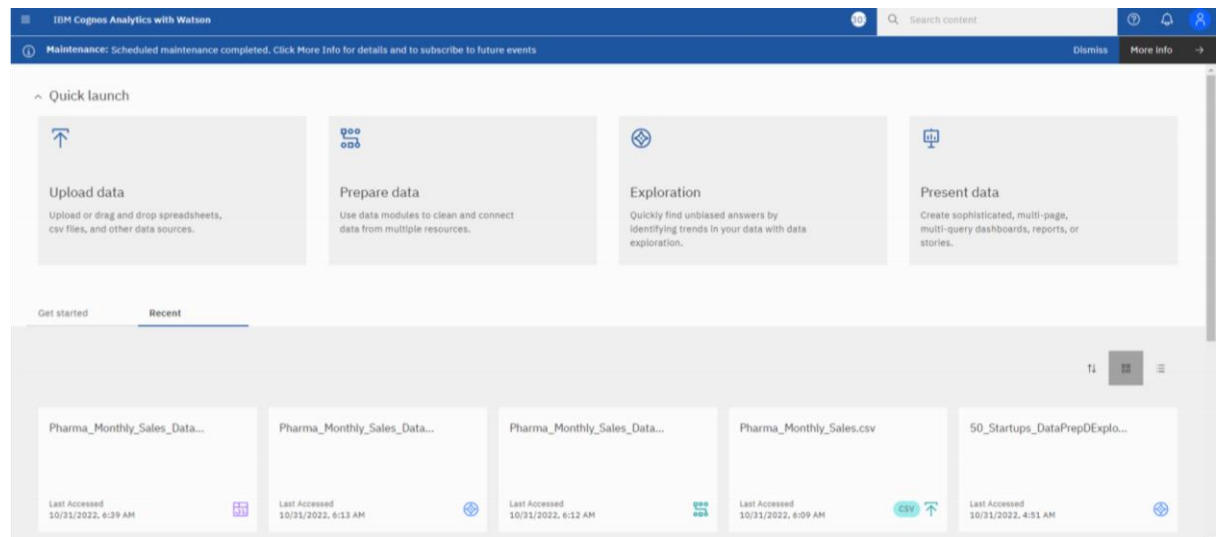 IBM Cognos Analytics with Watson
Search content
Maintenance: Scheduled maintenance completed. Click More Info for details and to subscribe to future events
Dismiss
More info
Quick launch
Upload data
Upload or drag and drop spreadsheets,
csv files, and other data sources.
Prepare data
Use data modules to clean and connect
data from multiple resources.
Exploration
Quickly find unbiased answers by
identifying trends in your data with data
exploration.
Present data
Create sophisticated, multi-page,
multi-query dashboards, reports, or
stories.
Get started
Recent
Pharma_Monthly_Sales_Data...
Last Accessed
10/31/2022, 6:39 AM
Pharma_Monthly_Sales_Data...
Last Accessed
10/31/2022, 6:13 AM
Pharma_Monthly_Sales_Data...
Last Accessed
10/31/2022, 6:12 AM
Pharma_Monthly_Sales.csv
Last Accessed
10/31/2022, 6:09 AM
CSV
50_Startups_DataPrepDExplo...
Last Accessed
10/31/2022, 4:51 AM